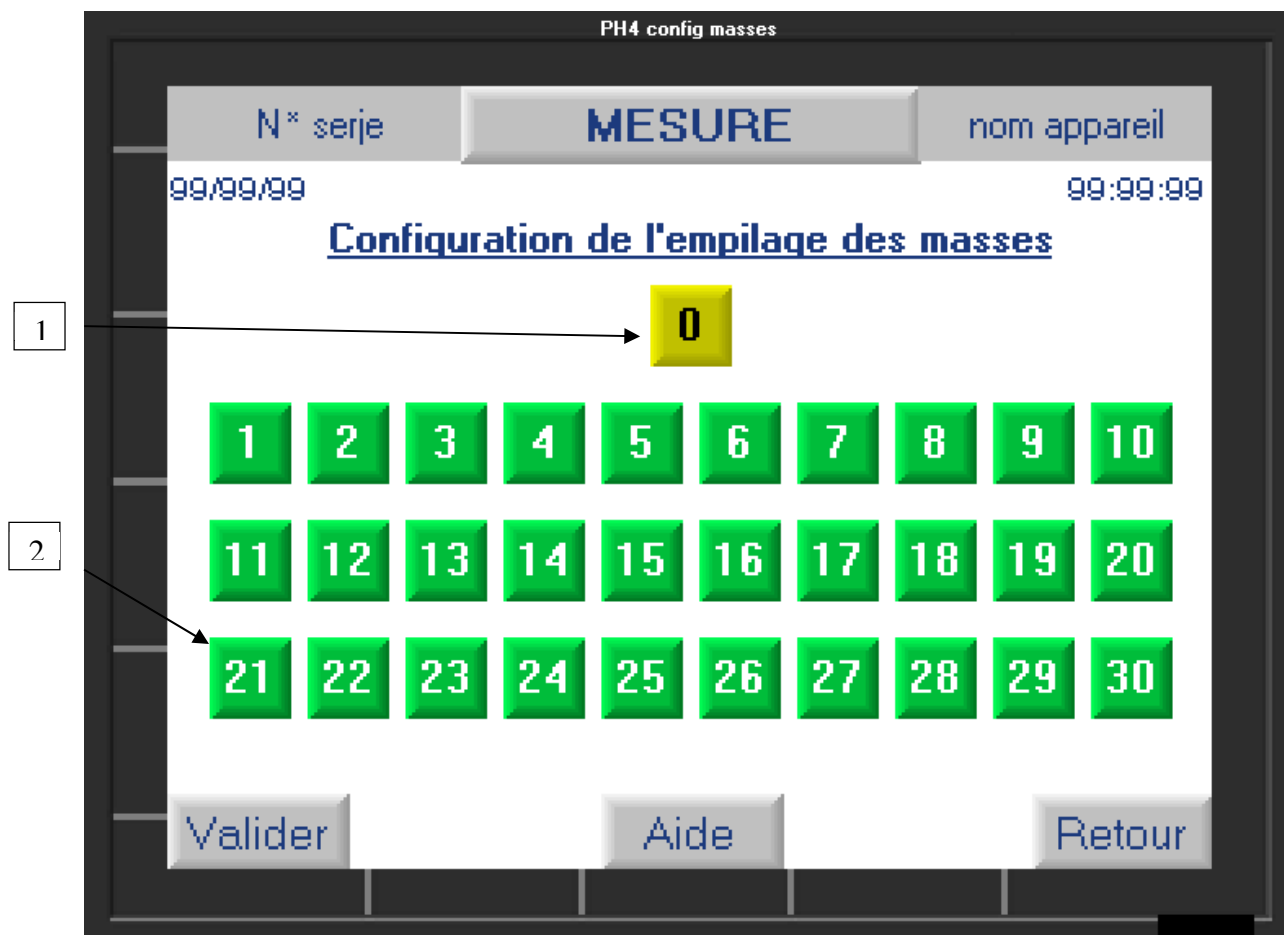 PH4 config masses
N° serie MESURE nom appareil
99/99/99 99:99:99
Configuration de l'empilage des masses
1
0
1 2 3 4 5 6 7 8 9 10
2
11 12 13 14 15 16 17 18 19 20
21 22 23 24 25 26 27 28 29 30
Valider Aide Retour